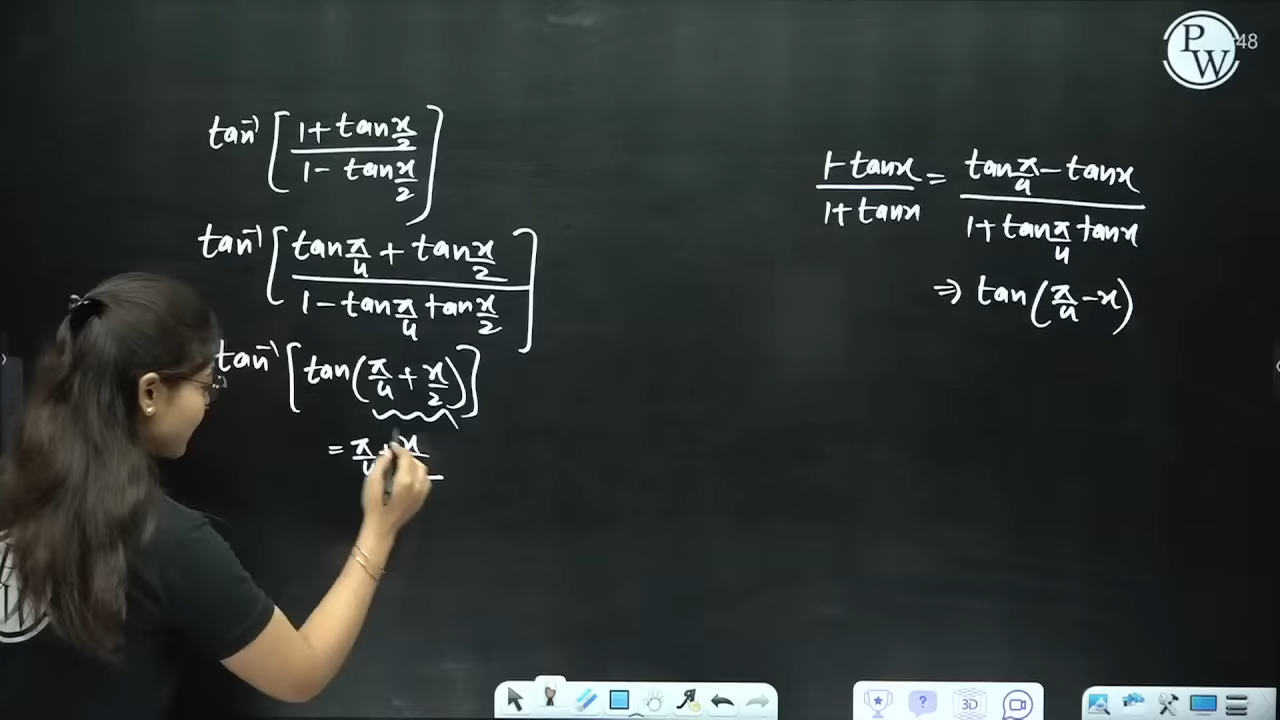 PW 48
tan⁻¹ [ (1 + tan x/2) / (1 - tan x/2) ]
tan⁻¹ [ (tan π/4 + tan x/2) / (1 - tan π/4 tan x/2) ]
tan⁻¹ [ tan ( π/4 + x/2 ) ]
= π/4 + x
(1 - tan x) / (1 + tan x) = (tan π/4 - tan x) / (1 + tan π/4 tan x)
⇒ tan ( π/4 - x )
? 3D